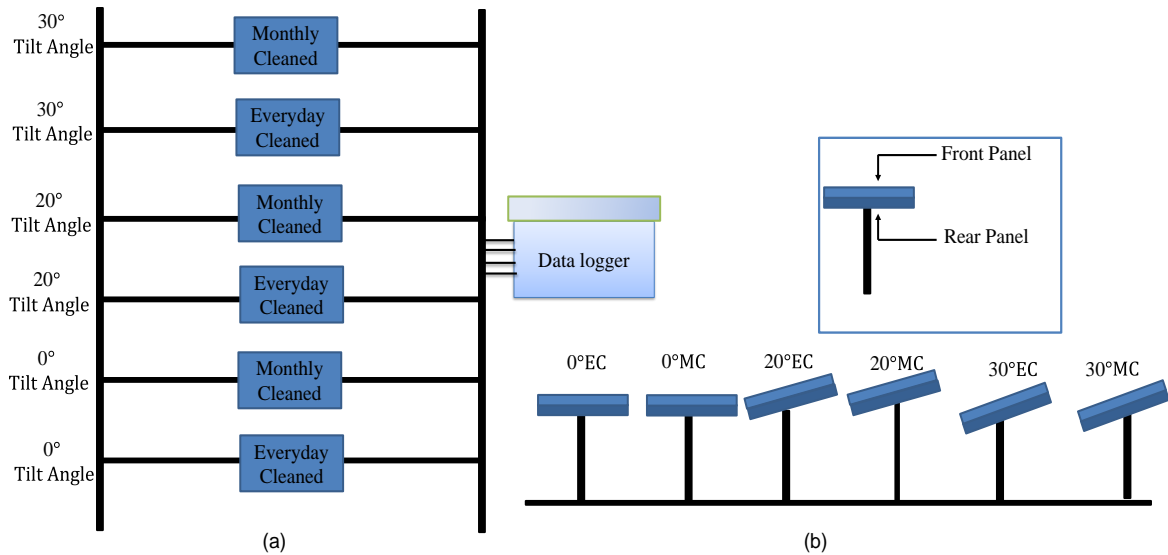 30°
Tilt Angle
Monthly
Cleaned
30°
Tilt Angle
Everyday
Cleaned
20°
Tilt Angle
Monthly
Cleaned
20°
Tilt Angle
Everyday
Cleaned
0°
Tilt Angle
Monthly
Cleaned
0°
Tilt Angle
Everyday
Cleaned
Data logger
(a)
Front Panel
Rear Panel
0°EC
0°MC
20°EC
20°MC
30°EC
30°MC
(b)